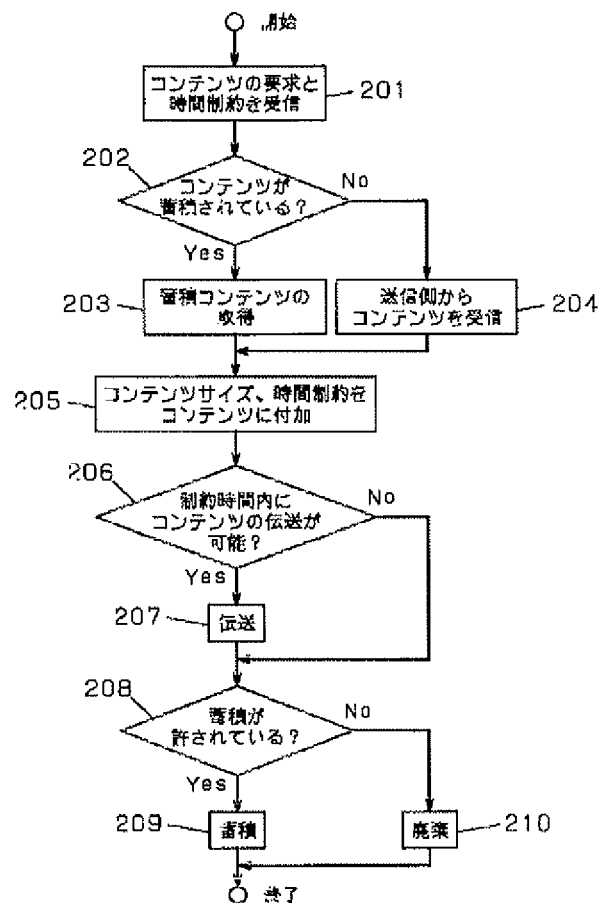 開始
コンテンツの要求と
時間制約を受信
201
202
コンテンツが
蓄積されている？
No
Yes
203
蓄積コンテンツの
取得
送信側から
コンテンツを受信
204
205
コンテンツサイズ、時間制約を
コンテンツに付加
206
制約時間内に
コンテンツの伝送が
可能？
No
Yes
207
伝送
208
蓄積が
許されている？
No
Yes
209
蓄積
廃棄
210
終了